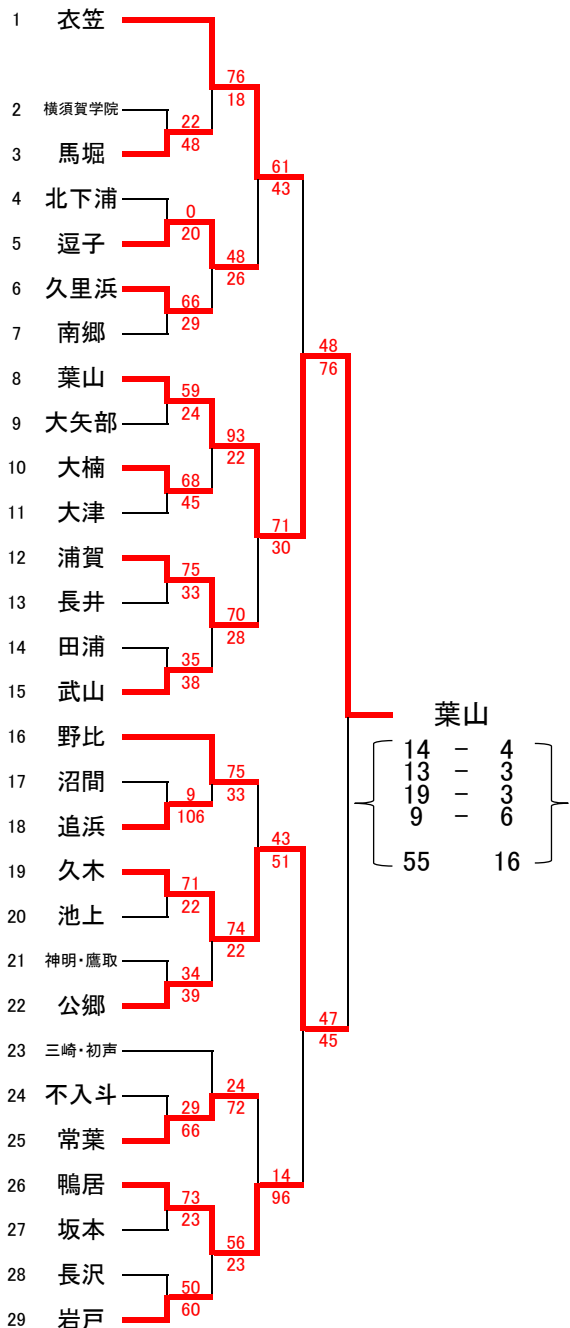 1 衣笠
76
18
2 横須賀学院
22
48
3 馬堀
61
43
4 北下浦
0
20
5 逗子
48
26
6 久里浜
66
29
7 南郷
48
76
8 葉山
59
24
9 大矢部
93
22
10 大楠
68
45
11 大津
71
30
12 浦賀
75
33
13 長井
70
28
14 田浦
35
38
15 武山
葉山
14 - 4
13 - 3
19 - 3
9 - 6
55 16
16 野比
75
33
17 沼間
9
106
18 追浜
43
51
19 久木
71
22
20 池上
74
22
21 神明・鷹取
34
39
22 公郷
47
45
23 三崎・初声
24
72
24 不入斗
29
66
25 常葉
14
96
26 鴨居
73
23
27 坂本
56
23
28 長沢
50
60
29 岩戸